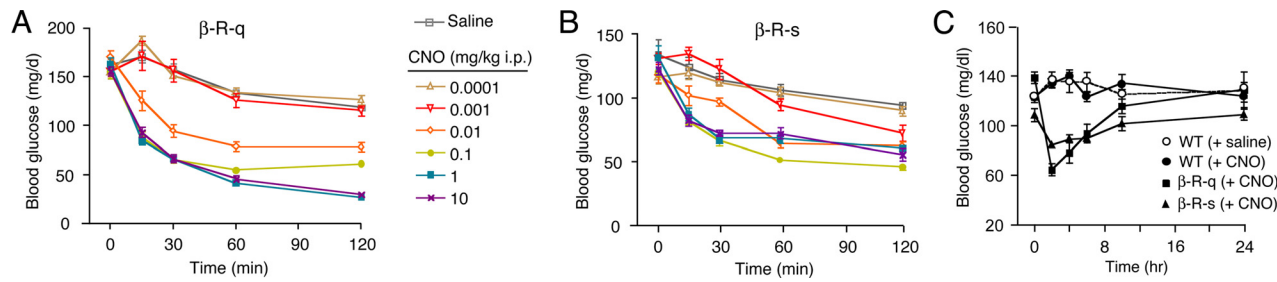 A
β-R-q
Blood glucose (mg/d)
200
150
100
50
0
0
30
60
90
120
Time (min)
Saline
CNO (mg/kg i.p.)
0.0001
0.001
0.01
0.1
1
10
B
β-R-s
Blood glucose (mg/d)
150
100
50
0
0
30
60
90
120
Time (min)
C
Blood glucose (mg/dl)
160
140
100
60
20
0
4
8
12
16
24
Time (hr)
WT (+ saline)
WT (+ CNO)
β-R-q (+ CNO)
β-R-s (+ CNO)